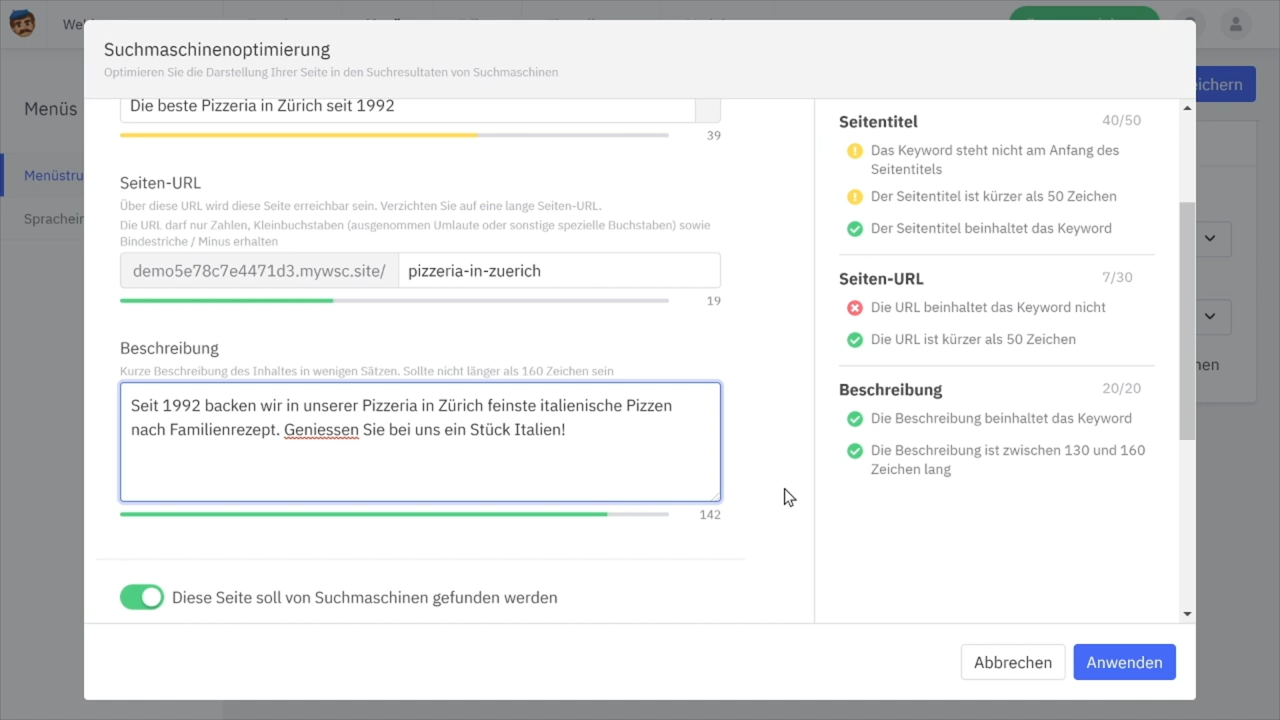 Suchmaschinenoptimierung
Optimieren Sie die Darstellung Ihrer Seite in den Suchresultaten von Suchmaschinen
Menüs
Die beste Pizzeria in Zürich seit 1992
39
Seiten-URL
Über diese URL wird diese Seite erreichbar sein. Verzichten Sie auf eine lange Seiten-URL.
Die URL darf nur Zahlen, Kleinbuchstaben (ausgenommen Umlaute oder sonstige spezielle Buchstaben) sowie
Bindestriche / Minus erhalten
demo5e78c7e4471d3.mywsc.site/ pizzeria-in-zuerich
19
Beschreibung
Kurze Beschreibung des Inhaltes in wenigen Sätzen. Sollte nicht länger als 160 Zeichen sein
Seit 1992 backen wir in unserer Pizzeria in Zürich feinste italienische Pizzen
nach Familienrezept. Geniessen Sie bei uns ein Stück Italien!
142
Diese Seite soll von Suchmaschinen gefunden werden
Seitentitel 40/50
Das Keyword steht nicht am Anfang des
Seitentitels
Der Seitentitel ist kürzer als 50 Zeichen
Der Seitentitel beinhaltet das Keyword
Seiten-URL 7/30
Die URL beinhaltet das Keyword nicht
Die URL ist kürzer als 50 Zeichen
Beschreibung 20/20
Die Beschreibung beinhaltet das Keyword
Die Beschreibung ist zwischen 130 und 160
Zeichen lang
Abbrechen Anwenden